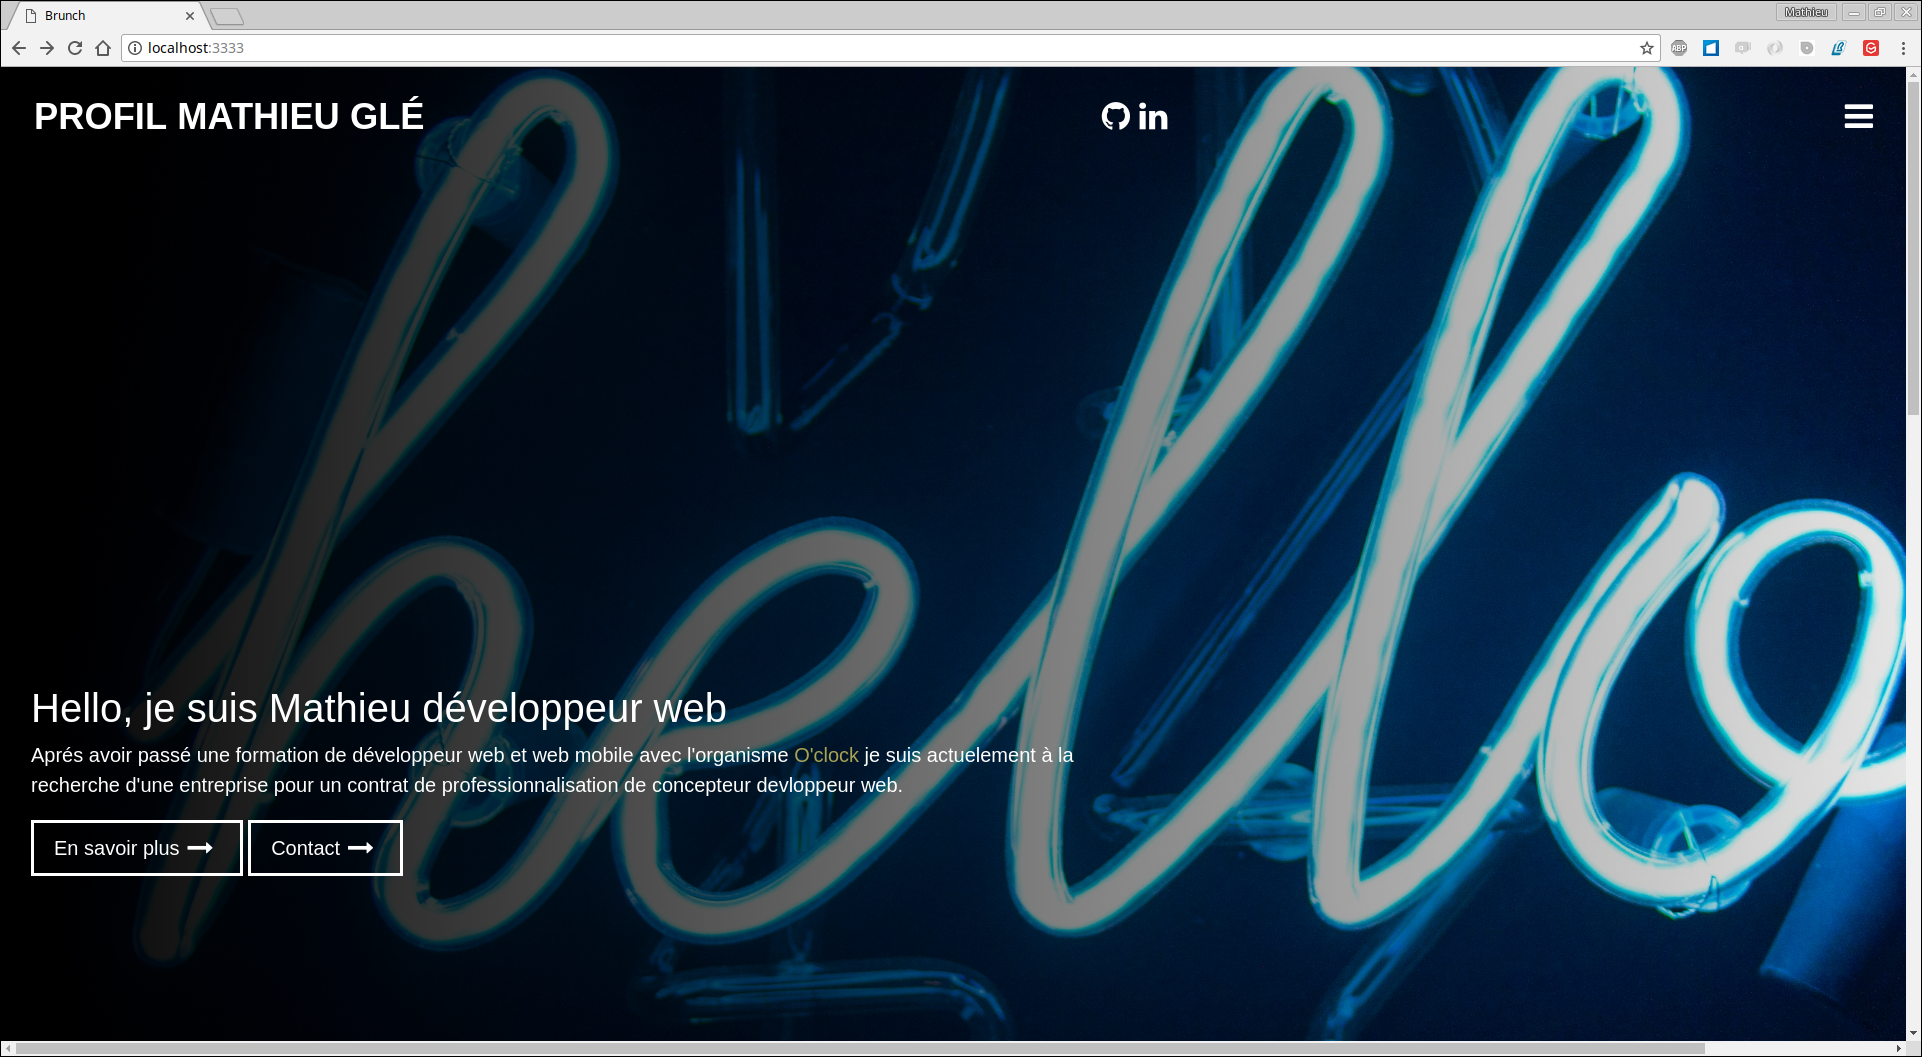 Brunch
Mathieu
localhost:3333
ABP
PROFIL MATHIEU GLÉ
in
hello
Hello, je suis Mathieu développeur web
Aprés avoir passé une formation de développeur web et web mobile avec l'organisme O'clock je suis actuelement à la
recherche d'une entreprise pour un contrat de professionnalisation de concepteur devloppeur web.
En savoir plus
Contact